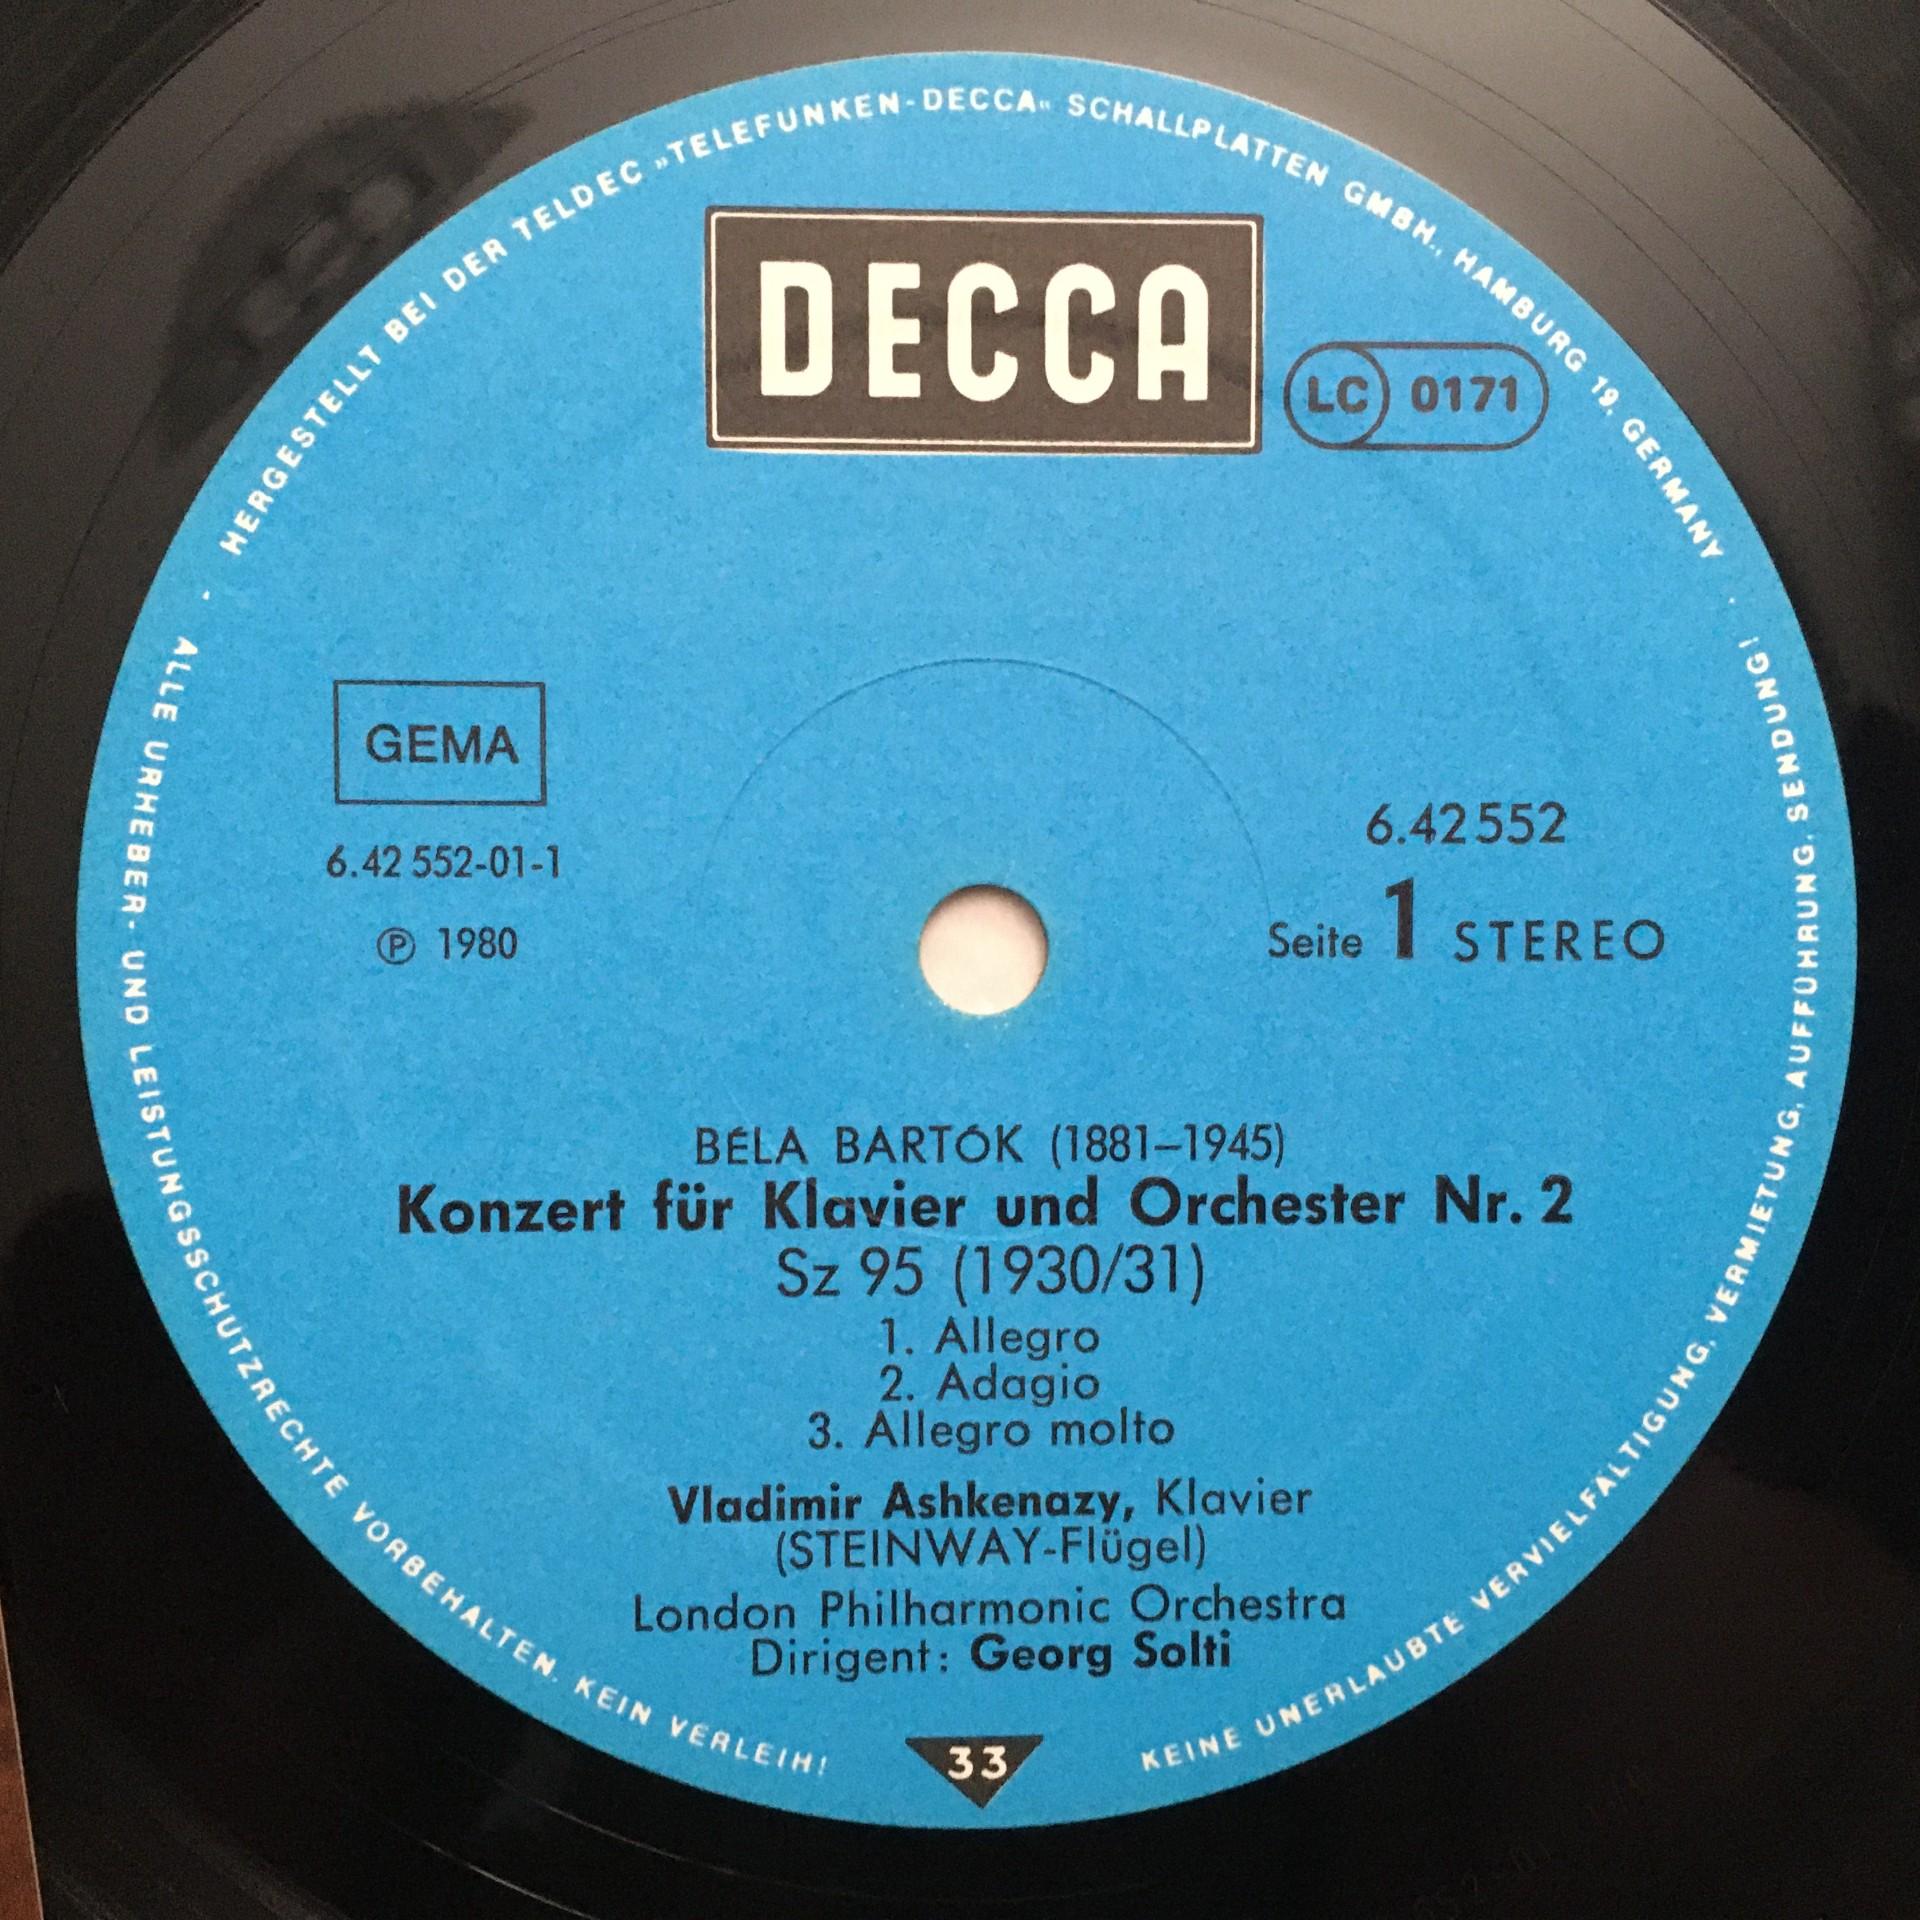 HERGESTELLT BEI DER TELDEC »TELEFUNKEN-DECCA« SCHALLPLATTEN GMBH., HAMBURG 19, GERMANY
DECCA
LC 0171
GEMA
6.42 552-01-1
Ⓟ 1980
6.42 552
Seite 1 STEREO
BÉLA BARTÓK (1881–1945)
Konzert für Klavier und Orchester Nr. 2
Sz 95 (1930/31)
1. Allegro
2. Adagio
3. Allegro molto
Vladimir Ashkenazy, Klavier
(STEINWAY-Flügel)
London Philharmonic Orchestra
Dirigent: Georg Solti
33
ALLE URHEBER- UND LEISTUNGSSCHUTZRECHTE VORBEHALTEN. KEIN VERLEIH!
KEINE UNERLAUBTE VERVIELFÄLTIGUNG, VERMIETUNG, AUFFÜHRUNG, SENDUNG!